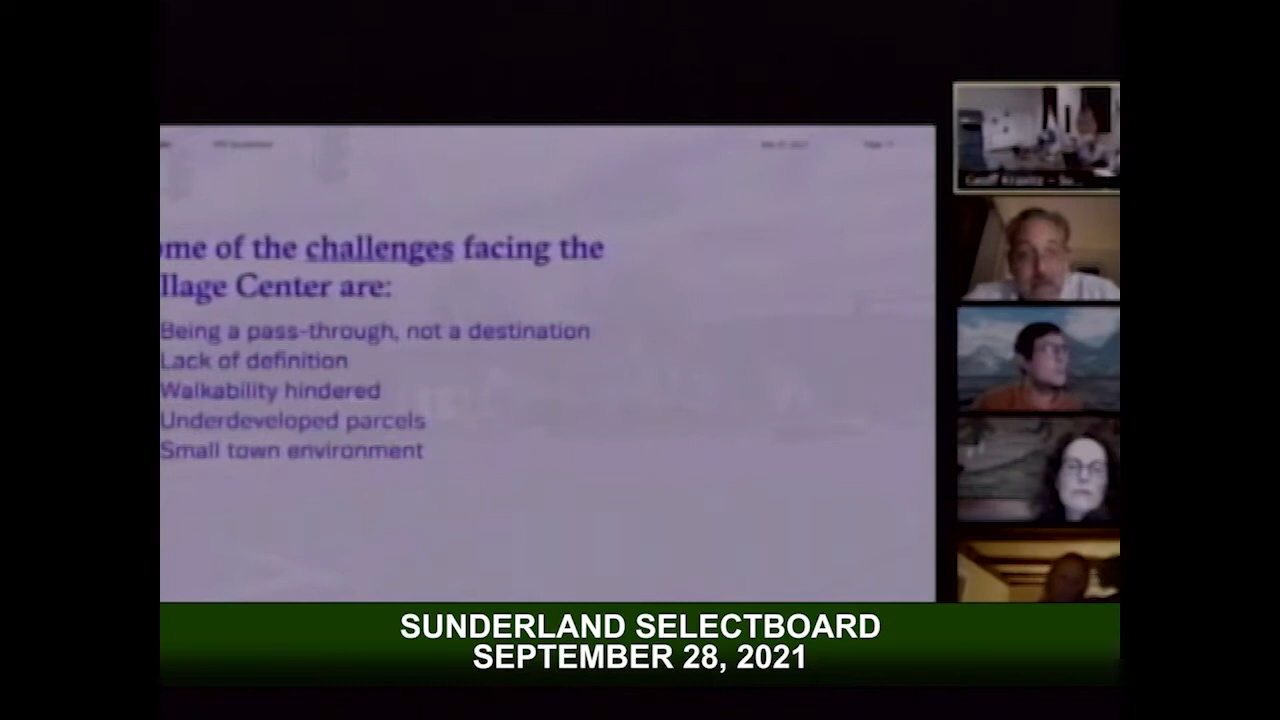 ome of the challenges facing the
llage Center are:
Being a pass-through, not a destination
Lack of definition
Walkability hindered
Underdeveloped parcels
Small town environment
SUNDERLAND SELECTBOARD
SEPTEMBER 28, 2021